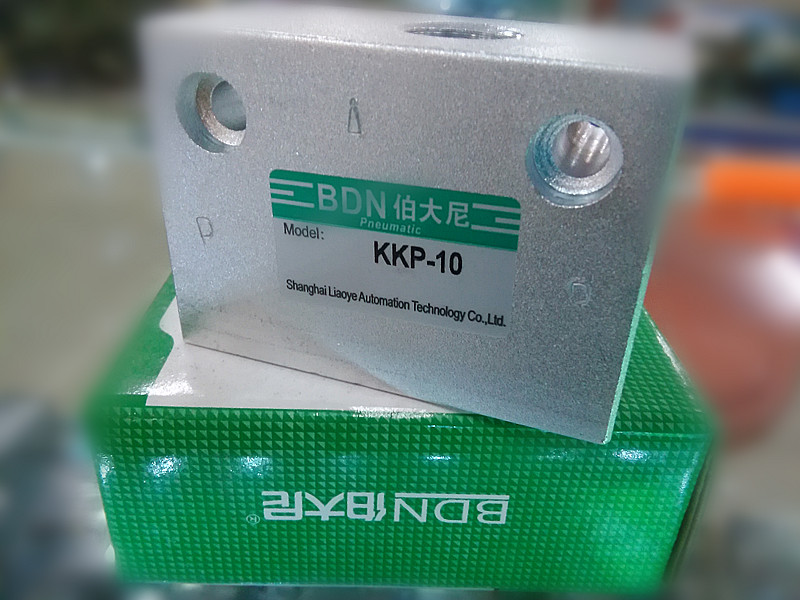 A
P
BDN 伯大尼
Pneumatic
Model:
KKP-10
Shanghai Liaoye Automation Technology Co.,Ltd.
BDN伯大尼®